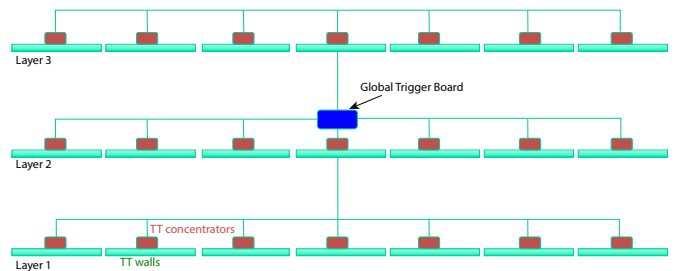 Layer 3
Global Trigger Board
Layer 2
TT concentrators
TT walls
Layer 1